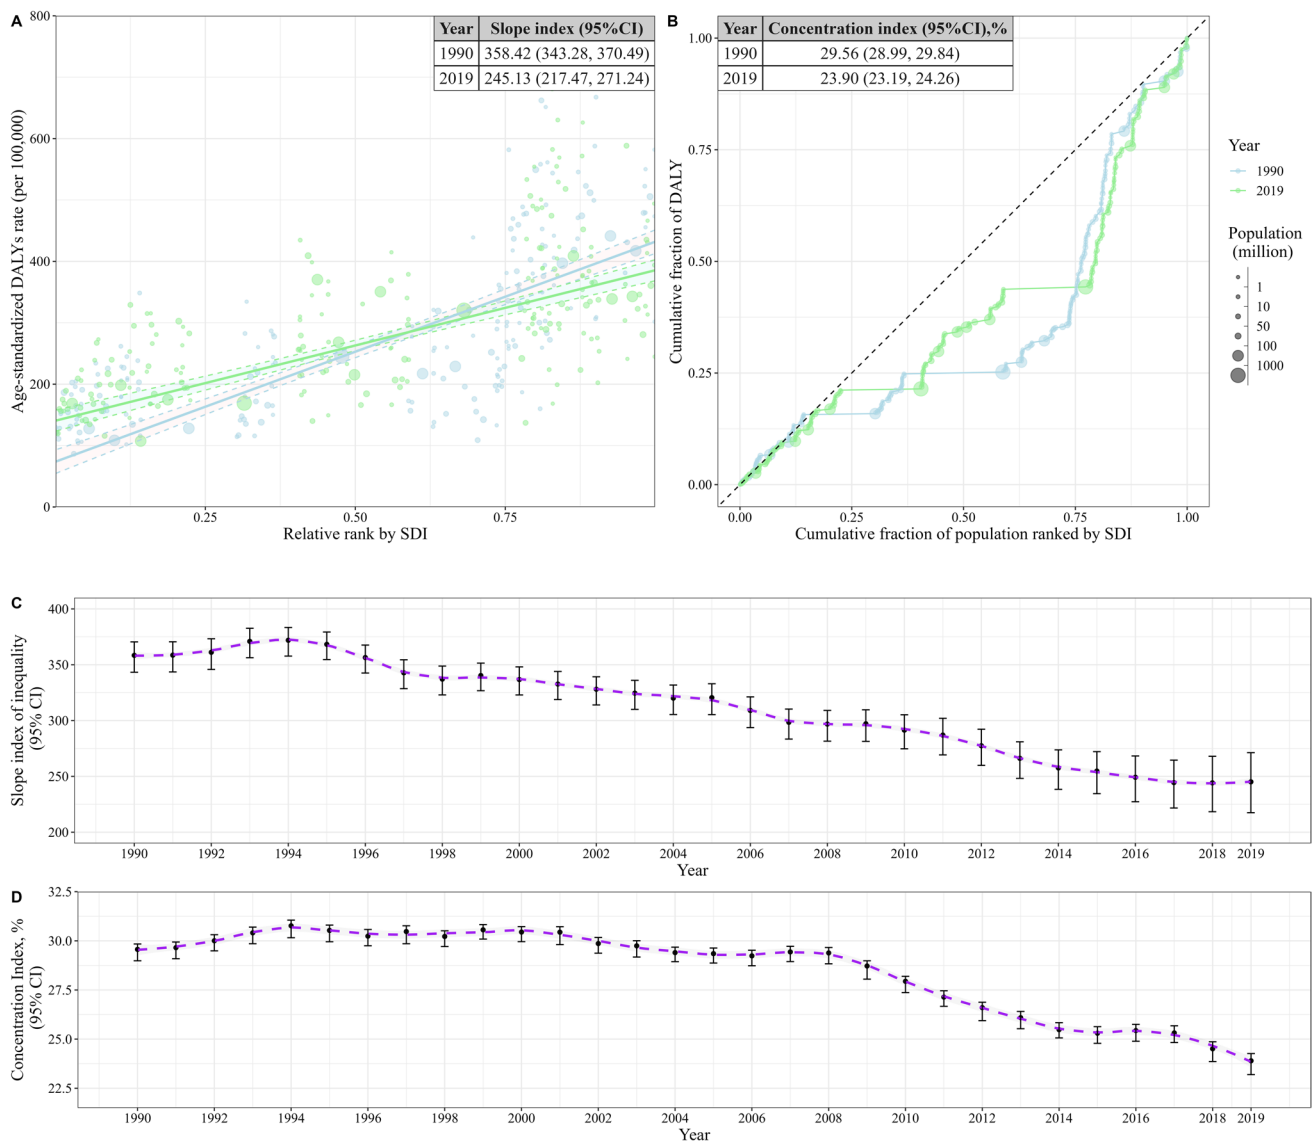 A
Year Slope index (95%CI)
1990 358.42 (343.28, 370.49)
2019 245.13 (217.47, 271.24)
800
600
400
200
0
Age-standardized DALYs rate (per 100,000)
0.25 0.50 0.75
Relative rank by SDI
B
Year Concentration index (95%CI),%
1990 29.56 (28.99, 29.84)
2019 23.90 (23.19, 24.26)
1.00
0.75
0.50
0.25
0.00
Cumulative fraction of DALY
0.00 0.25 0.50 0.75 1.00
Cumulative fraction of population ranked by SDI
Year
1990
2019
Population
(million)
1
10
50
100
1000
C
400
350
300
250
200
Slope index of inequality
(95% CI)
1990 1992 1994 1996 1998 2000 2002 2004 2006 2008 2010 2012 2014 2016 2018 2019
Year
D
32.5
30.0
27.5
25.0
22.5
Concentration Index, %
(95% CI)
1990 1992 1994 1996 1998 2000 2002 2004 2006 2008 2010 2012 2014 2016 2018 2019
Year